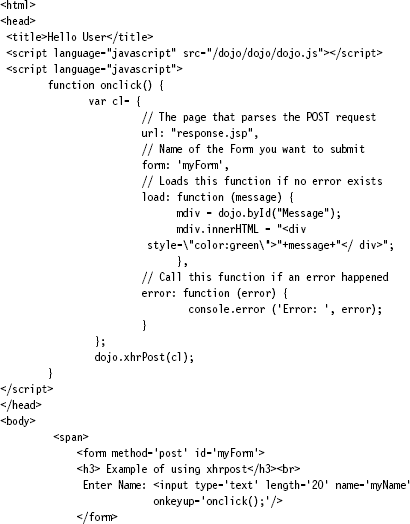 <html>
<head>
<title>Hello User</title>
<script language="javascript" src="/dojo/dojo/dojo.js"></script>
<script language="javascript">
function onclick() {
var cl- {
// The page that parses the POST request
url: "response.jsp",
// Name of the Form you want to submit
form: 'myForm',
// Loads this function if no error exists
load: function (message) {
mdiv = dojo.byId("Message");
mdiv.innerHTML = "<div
style=\"color:green\">"+message+"</ div>";
},
// Call this function if an error happened
error: function (error) {
console.error ('Error: ', error);
}
};
dojo.xhrPost(cl);
}
</script>
</head>
<body>
<span>
<form method='post' id='myForm'>
<h3> Example of using xhrpost</h3><br>
Enter Name: <input type='text' length='20' name='myName'
onkeyup='onclick();'/>
</form>